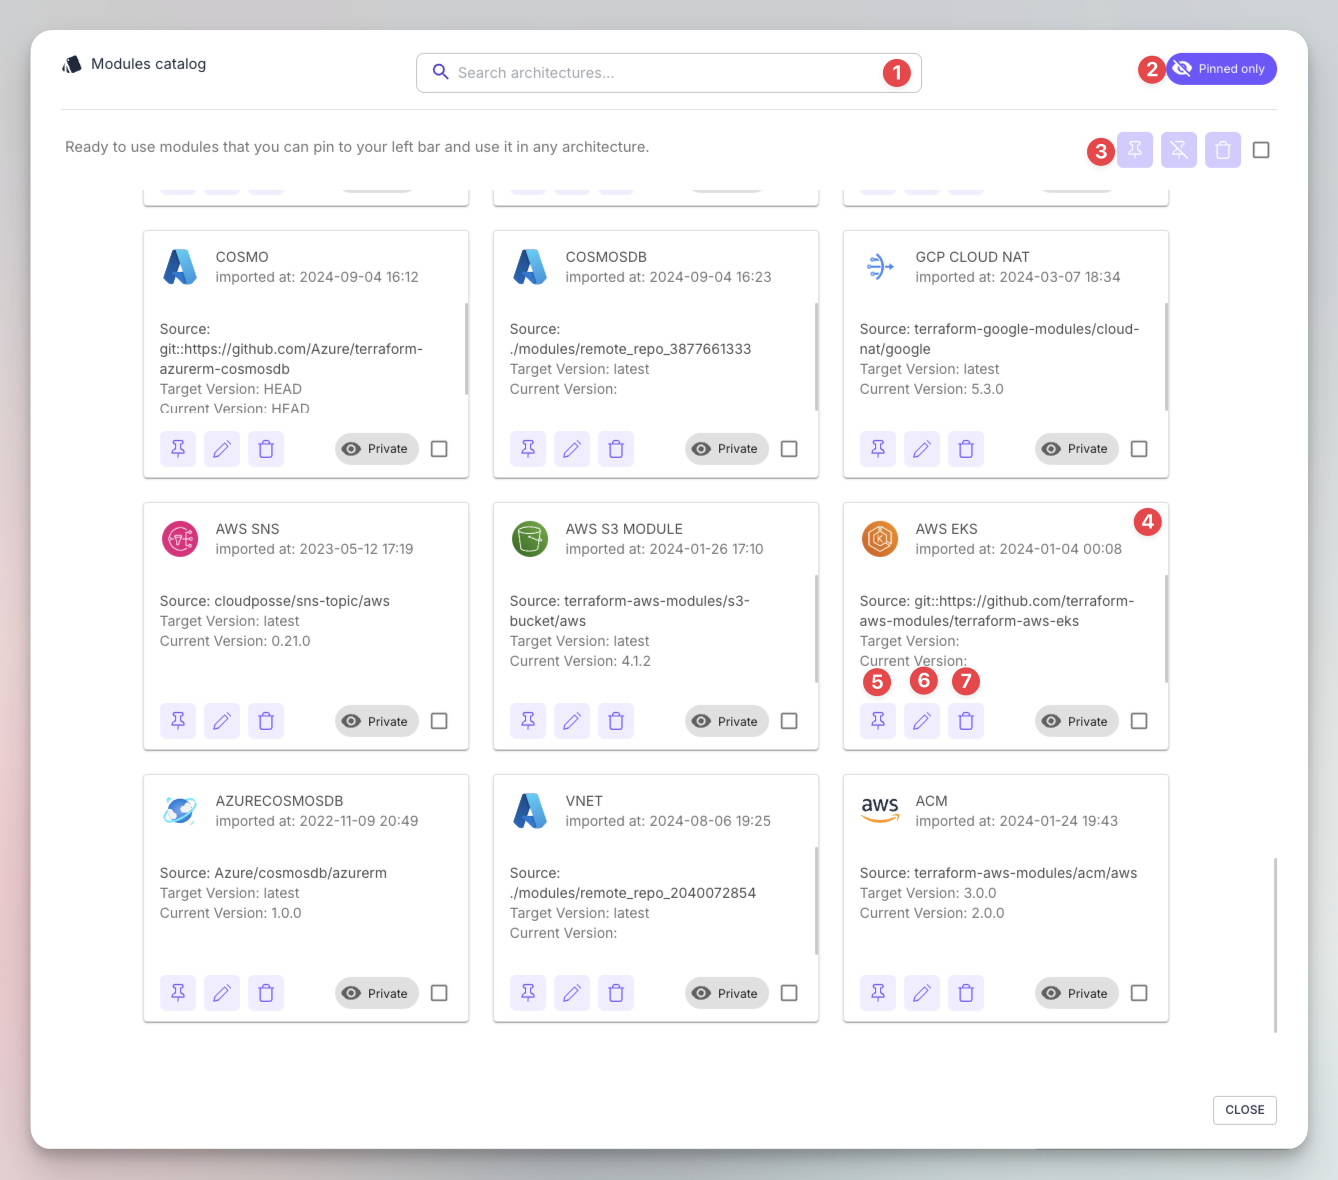 Modules catalog
Search architectures...
1
2
Pinned only
Ready to use modules that you can pin to your left bar and use it in any architecture.
3
COSMO
imported at: 2024-09-04 16:12
Source:
git::https://github.com/Azure/terraform-
azurerm-cosmosdb
Target Version: HEAD
Current Version: HEAD
Private
COSMOSDB
imported at: 2024-09-04 16:23
Source:
./modules/remote_repo_3877661333
Target Version: latest
Current Version:
Private
GCP CLOUD NAT
imported at: 2024-03-07 18:34
Source: terraform-google-modules/cloud-
nat/google
Target Version: latest
Current Version: 5.3.0
Private
AWS SNS
imported at: 2023-05-12 17:19
Source: cloudposse/sns-topic/aws
Target Version: latest
Current Version: 0.21.0
Private
AWS S3 MODULE
imported at: 2024-01-26 17:10
Source: terraform-aws-modules/s3-
bucket/aws
Target Version: latest
Current Version: 4.1.2
Private
AWS EKS
4
imported at: 2024-01-04 00:08
Source: git::https://github.com/terraform-
aws-modules/terraform-aws-eks
Target Version:
Current Version:
5
6
7
Private
AZURECOSMOSDB
imported at: 2022-11-09 20:49
Source: Azure/cosmosdb/azurerm
Target Version: latest
Current Version: 1.0.0
Private
VNET
imported at: 2024-08-06 19:25
Source:
./modules/remote_repo_2040072854
Target Version: latest
Current Version:
Private
aws
ACM
imported at: 2024-01-24 19:43
Source: terraform-aws-modules/acm/aws
Target Version: 3.0.0
Current Version: 2.0.0
Private
CLOSE